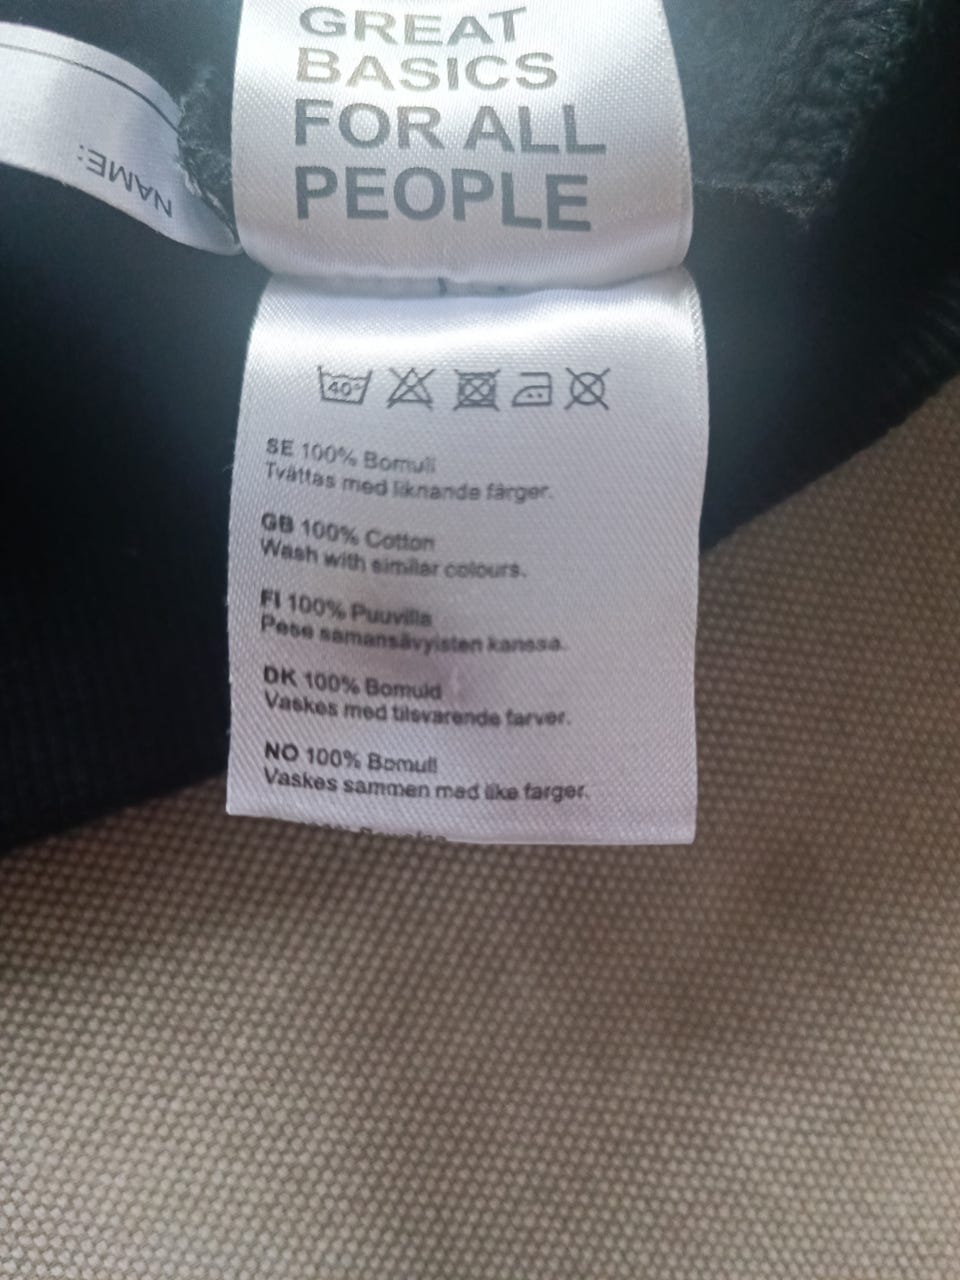 GREAT
BASICS
FOR ALL
PEOPLE
NAME:
40°
SE 100% Bomull
Tvättas med liknande färger.
GB 100% Cotton
Wash with similar colours.
FI 100% Puuvilla
Pese samansävyisten kanssa.
DK 100% Bomuld
Vaskes med tilsvarende farver.
NO 100% Bomull
Vaskes sammen med like farger.